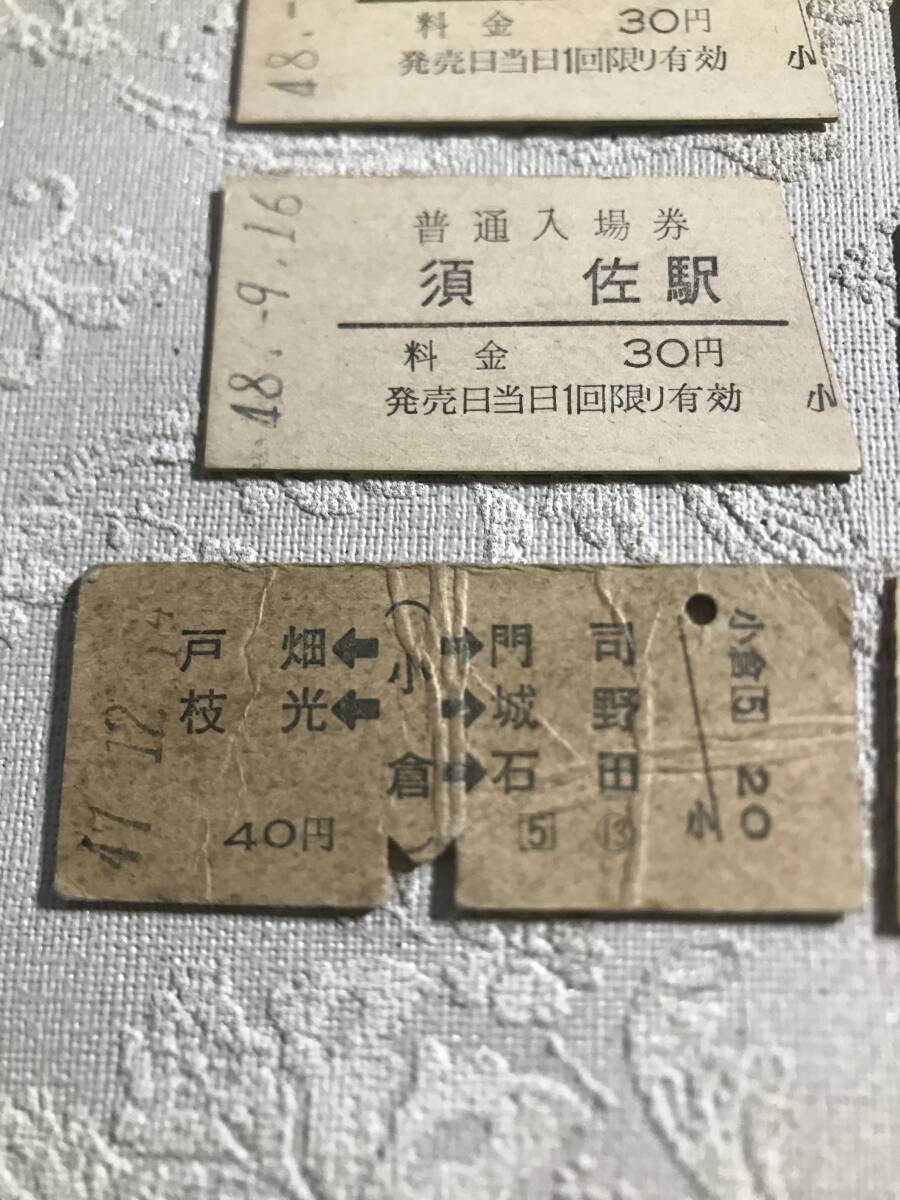 48.-
料金 30円
発売日当日1回限り有効 小
48.-9.16
普通入場券
須佐駅
料金 30円
発売日当日1回限り有効 小
47 12
戸畑 ← 小倉 → 門司
枝光 ← → 城野
→ 石田
40円 5 13
小倉 5 20